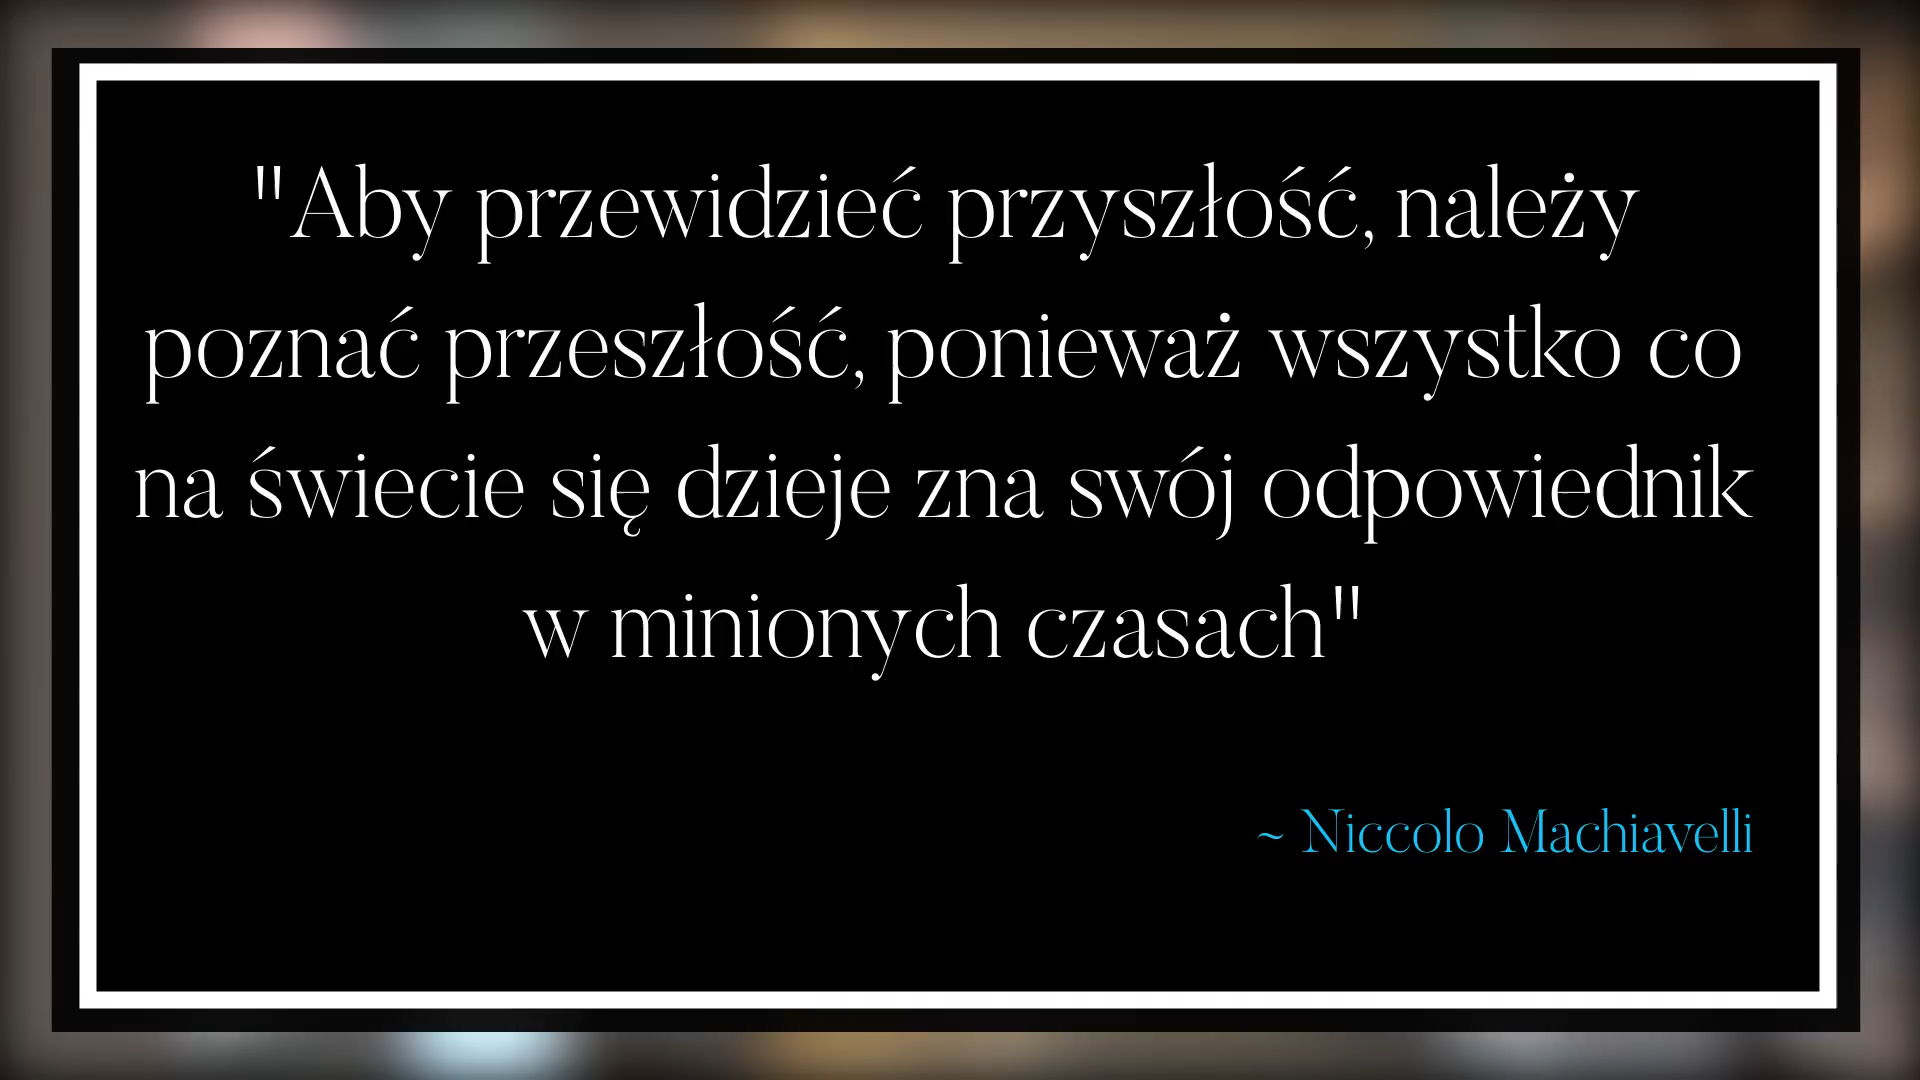 "Aby przewidzieć przyszłość, należy
poznać przeszłość, ponieważ wszystko co
na świecie się dzieje zna swój odpowiednik
w minionych czasach"
~ Niccolo Machiavelli